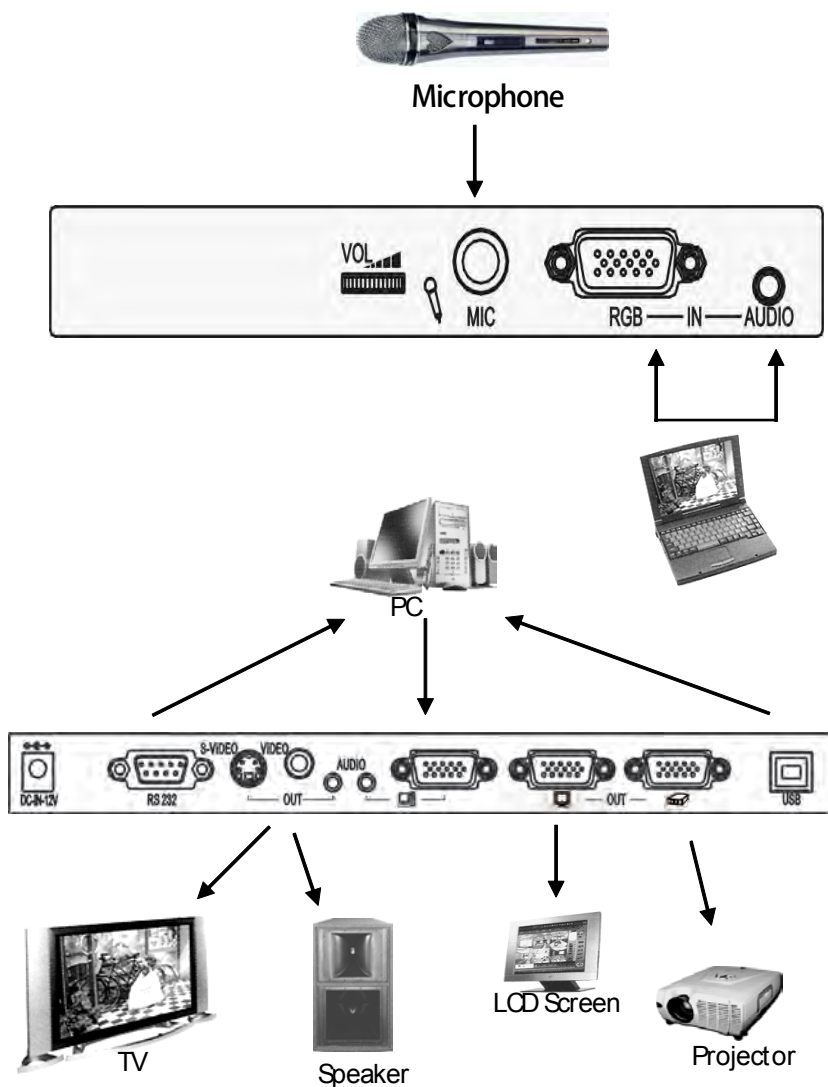 Microphone
VOL
MIC
RGB IN AUDIO
PC
S-VIDEO VIDEO
AUDIO
DC-IN-12V
RS 232
OUT
OUT
USB
TV
Speaker
LCD Screen
Projector